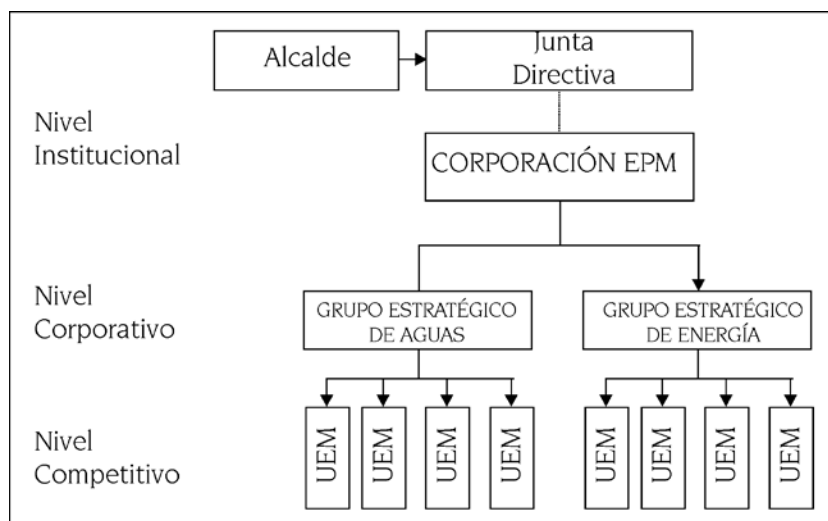 Alcalde
Junta
Directiva
Nivel
Institucional
CORPORACIÓN EPM
Nivel
Corporativo
GRUPO ESTRATÉGICO
DE AGUAS
GRUPO ESTRATÉGICO
DE ENERGÍA
Nivel
Competitivo
UEM
UEM
UEM
UEM
UEM
UEM
UEM
UEM